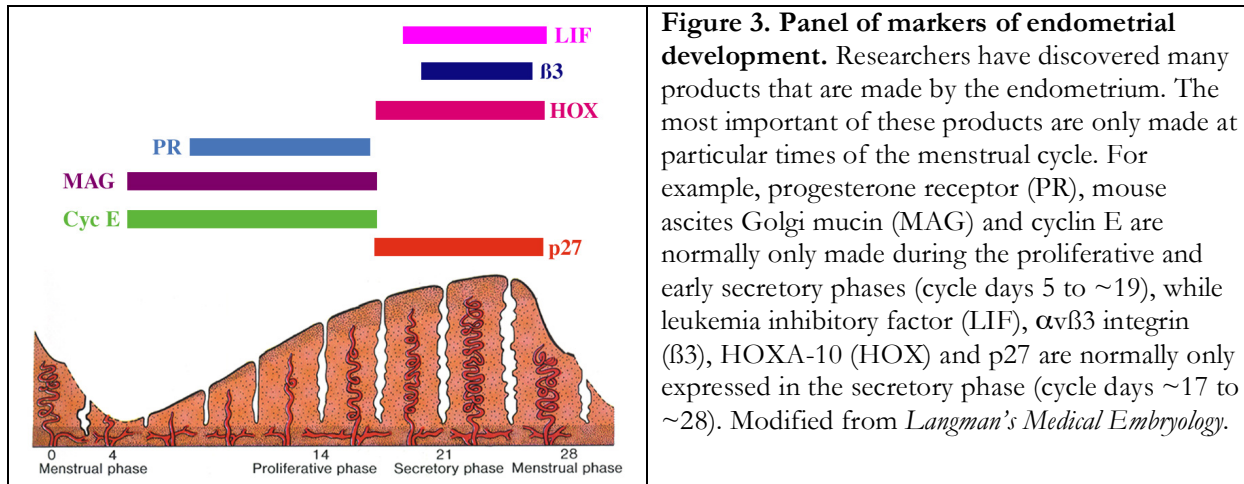 LIF
ß3
HOX
PR
MAG
Cyc E
p27
0 4 14 21 28
Menstrual phase Proliferative phase Secretory phase Menstrual phase
Figure 3. Panel of markers of endometrial
development. Researchers have discovered many
products that are made by the endometrium. The
most important of these products are only made at
particular times of the menstrual cycle. For
example, progesterone receptor (PR), mouse
ascites Golgi mucin (MAG) and cyclin E are
normally only made during the proliferative and
early secretory phases (cycle days 5 to ~19), while
leukemia inhibitory factor (LIF), αvß3 integrin
(ß3), HOXA-10 (HOX) and p27 are normally only
expressed in the secretory phase (cycle days ~17 to
~28). Modified from Langman’s Medical Embryology.